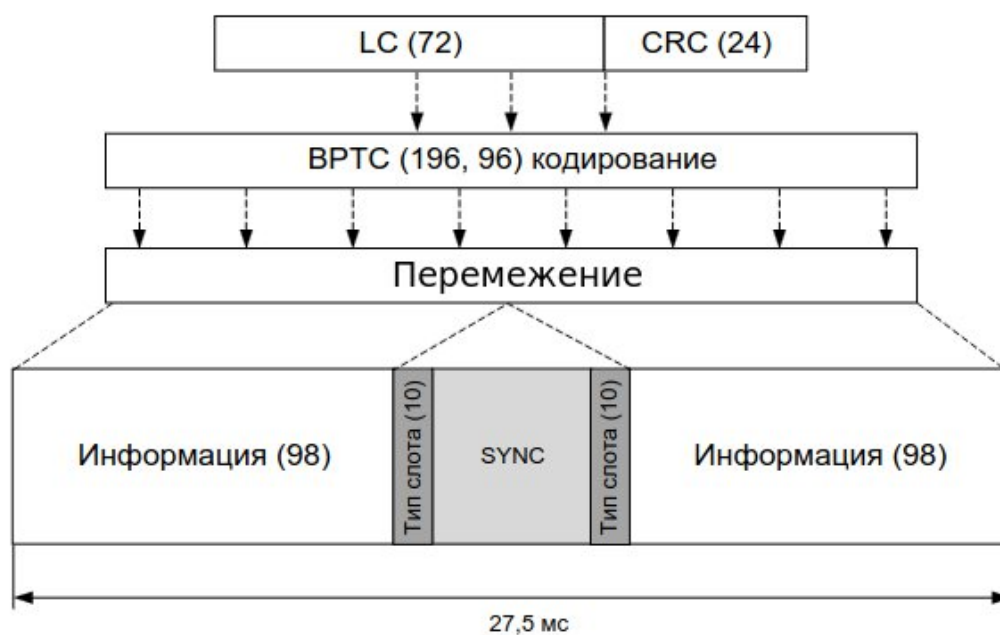 LC (72) CRC (24)
BPTC (196, 96) кодирование
Перемежение
Информация (98) Тип слота (10) SYNC Тип слота (10) Информация (98)
27,5 мс